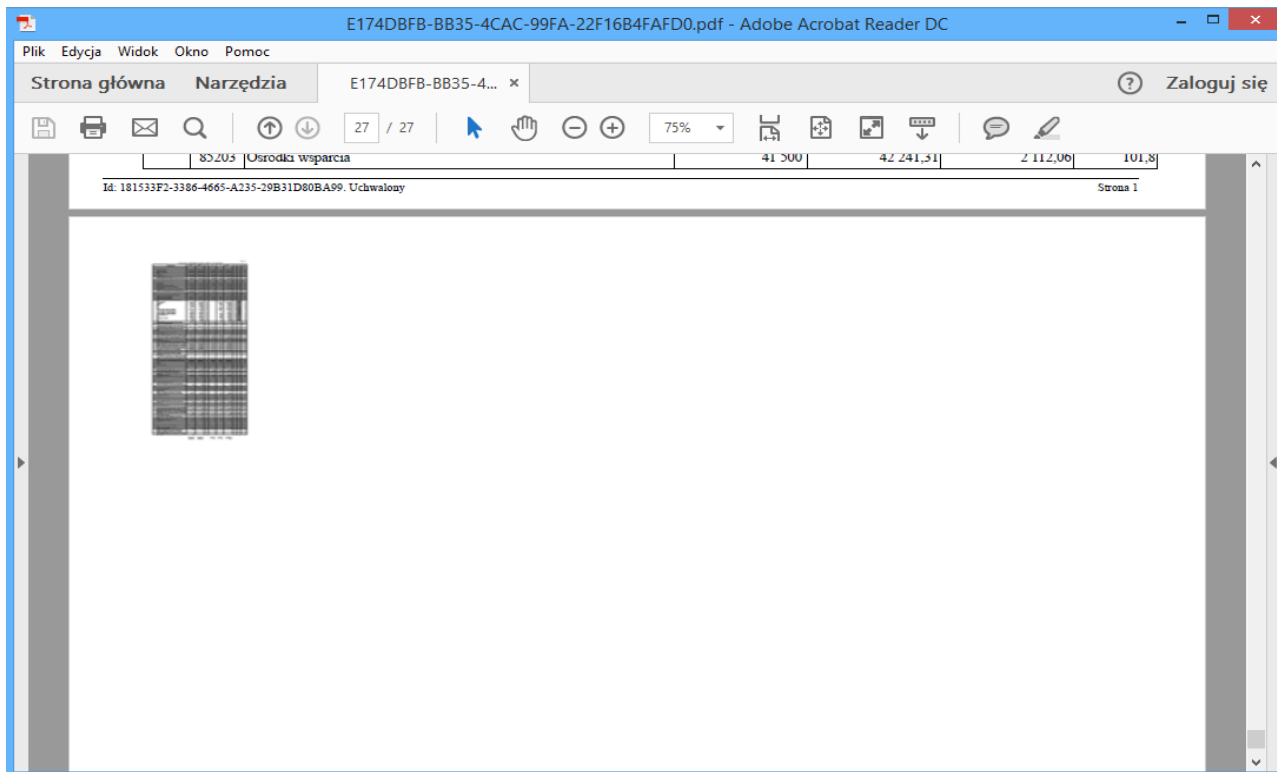 E174DBFB-BB35-4CAC-99FA-22F16B4FAFD0.pdf - Adobe Acrobat Reader DC
Plik Edycja Widok Okno Pomoc
Strona główna Narzędzia E174DBFB-BB35-4... × ? Zaloguj się
27 / 27 75%
85203 Ośrodki wsparcia 41 500 42 241,31 2 112,06 101,8
Id: 181533F2-3386-4665-A235-29B31D80BA99. Uchwalony Strona 1